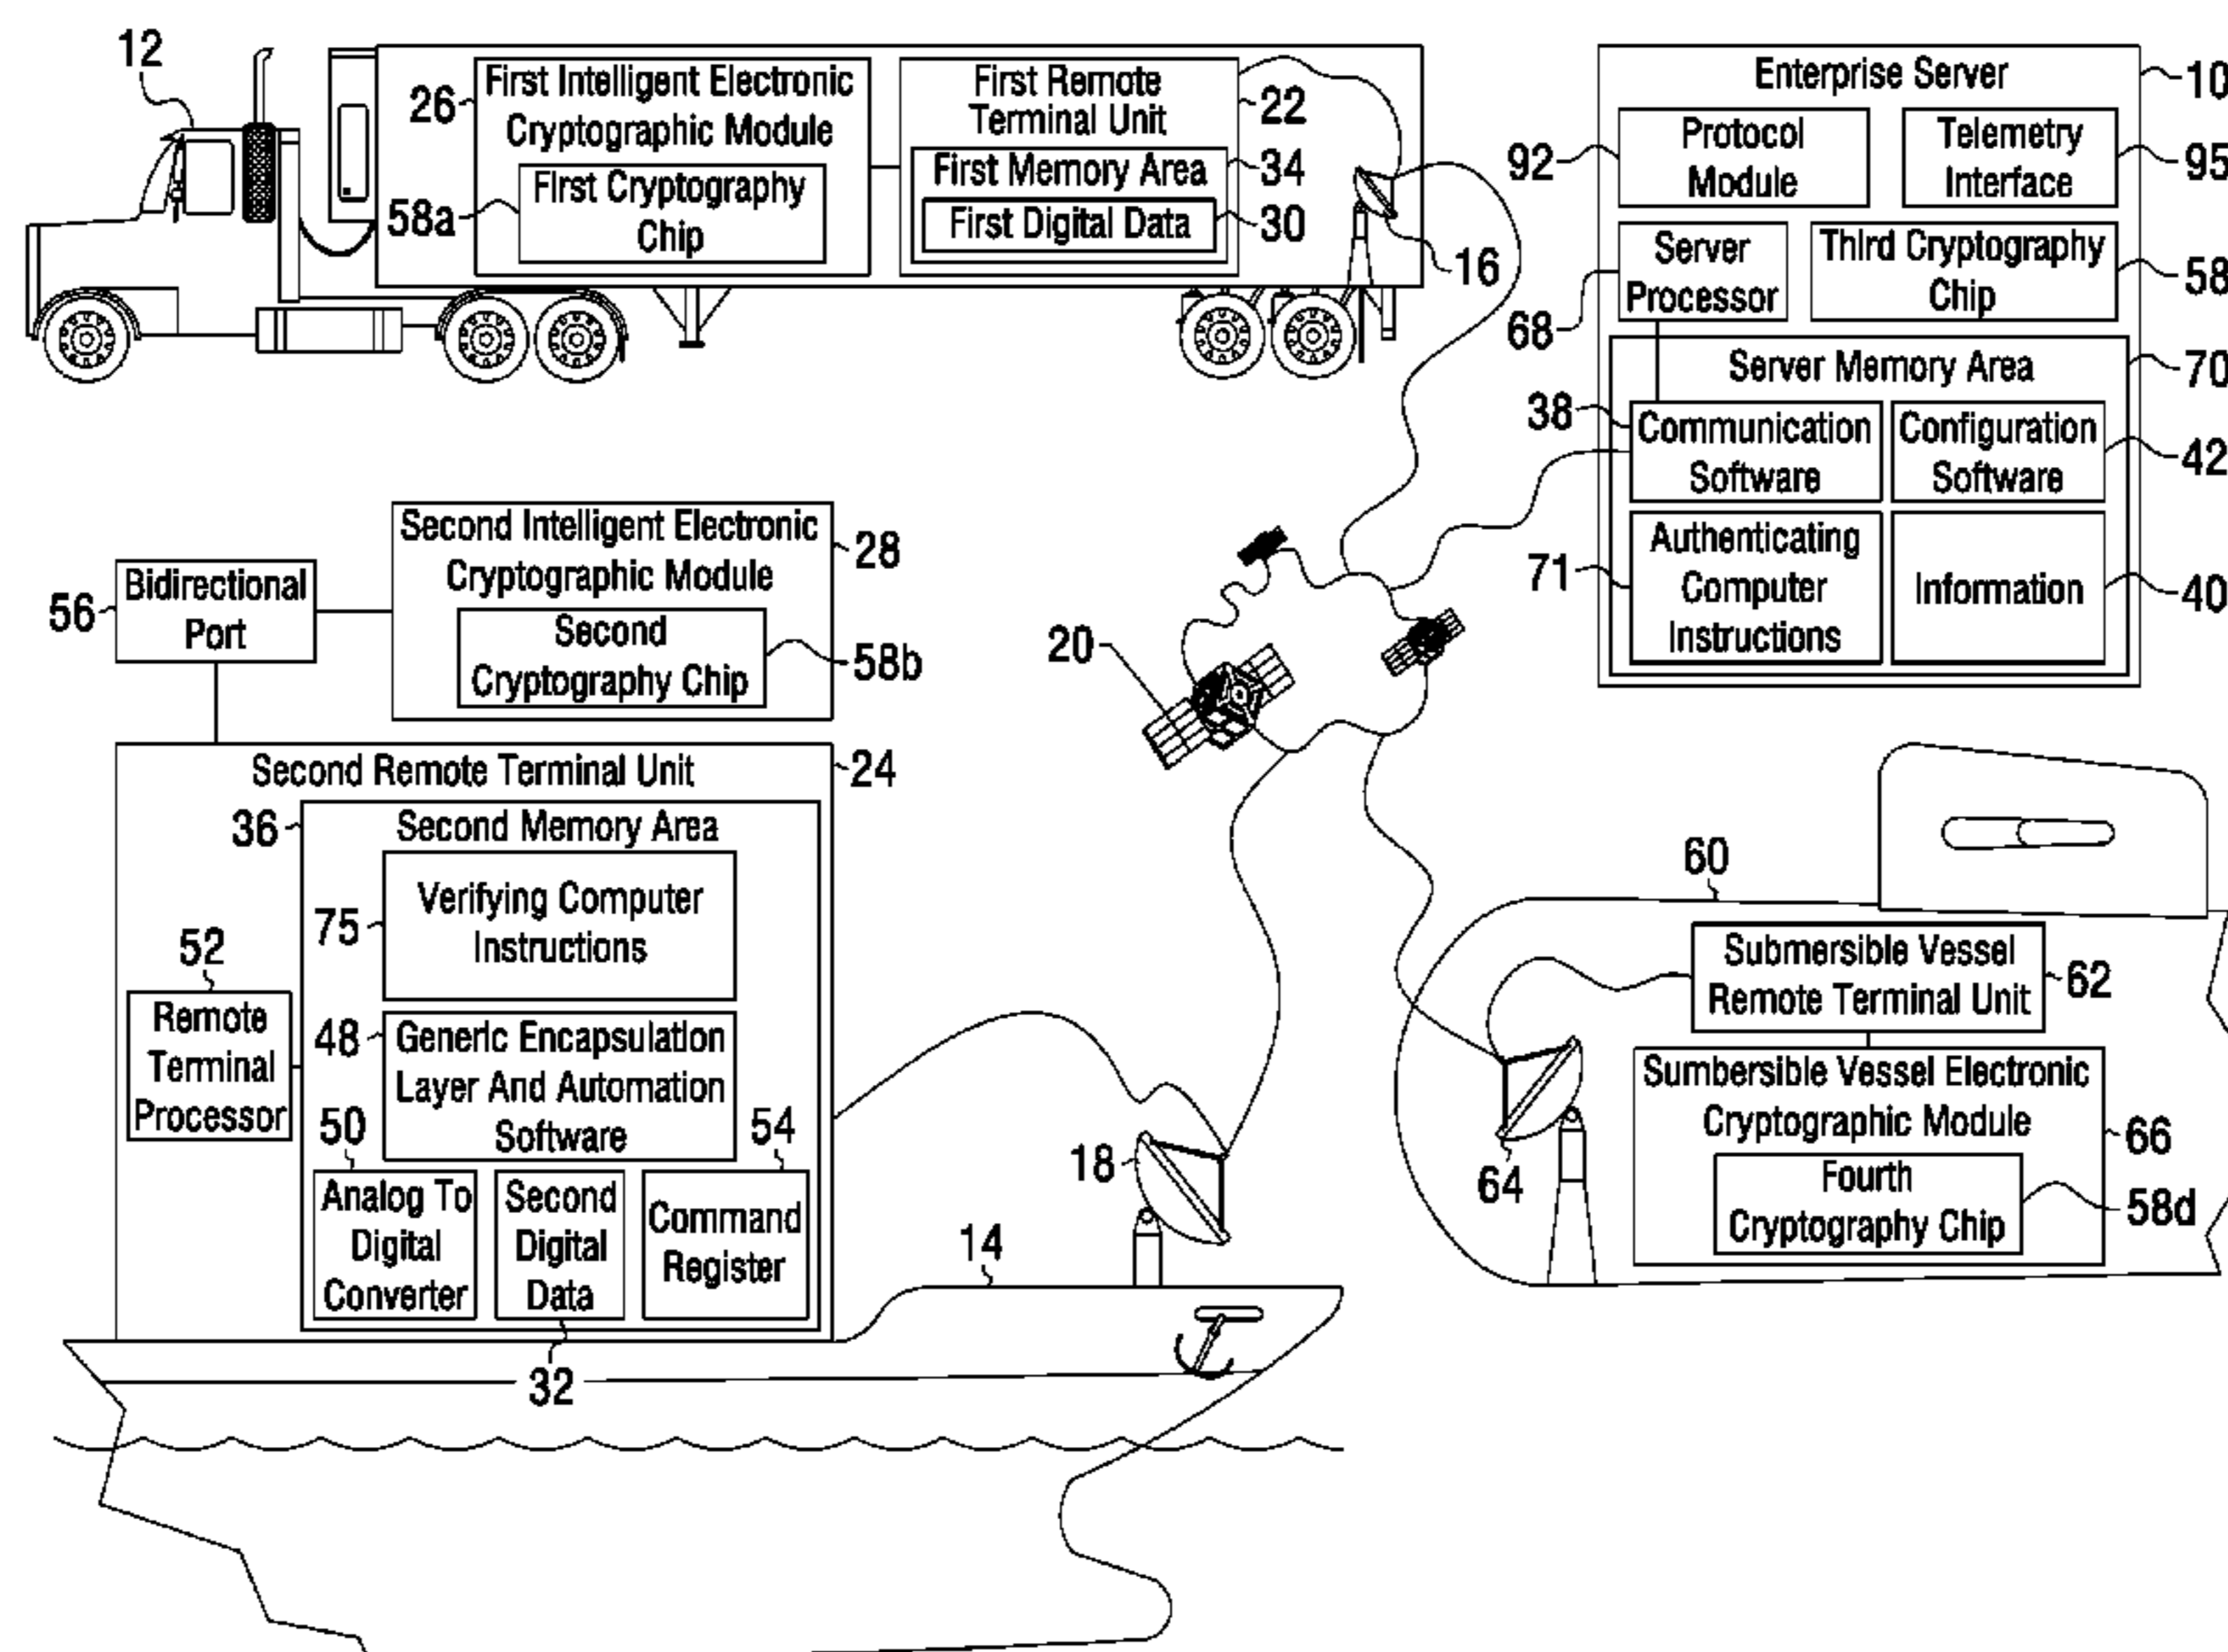 12
26
First Intelligent Electronic
Cryptographic Module
58a
First Cryptography
Chip
First Remote
Terminal Unit
22
First Memory Area
34
First Digital Data
30
16
Enterprise Server
10
92
Protocol
Module
Telemetry
Interface
95
Server
Processor
68
Third Cryptography
Chip
58
Server Memory Area
70
38
Communication
Software
Configuration
Software
42
71
Authenticating
Computer
Instructions
Information
40
Second Intelligent Electronic
Cryptographic Module
28
Second
Cryptography Chip
58b
56
Bidirectional
Port
20
Second Remote Terminal Unit
24
36
Second Memory Area
75
Verifying Computer
Instructions
52
Remote
Terminal
Processor
48
Generic Encapsulation
Layer And Automation
Software
50
Analog To
Digital
Converter
Second
Digital
Data
54
Command
Register
32
18
14
60
Submersible Vessel
Remote Terminal Unit
62
Sumbersible Vessel Electronic
Cryptographic Module
66
Fourth
Cryptography Chip
58d
64